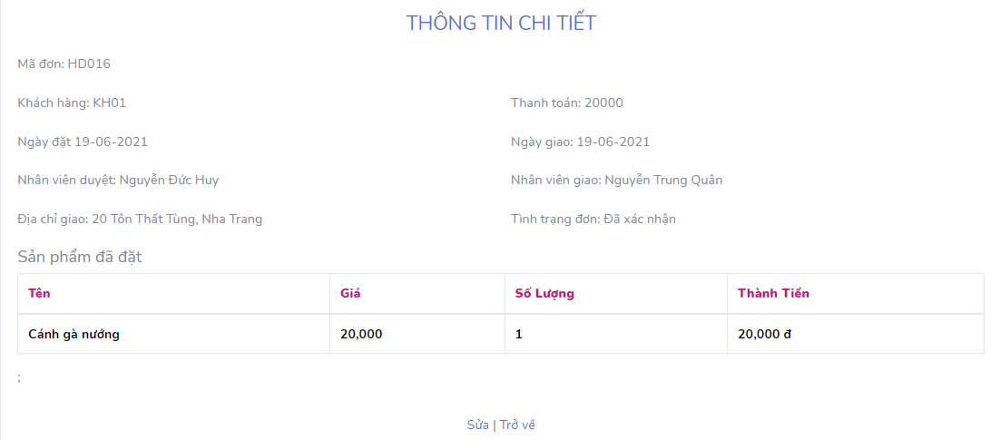 THÔNG TIN CHI TIẾT
Mã đơn: HD016
Khách hàng: KH01 Thanh toán: 20000
Ngày đặt 19-06-2021 Ngày giao: 19-06-2021
Nhân viên duyệt: Nguyễn Đức Huy Nhân viên giao: Nguyễn Trung Quân
Địa chỉ giao: 20 Tôn Thất Tùng, Nha Trang Tình trạng đơn: Đã xác nhận
Sản phẩm đã đặt
Tên Giá Số Lượng Thành Tiền
Cánh gà nướng 20,000 1 20,000 đ
;
Sửa | Trở về